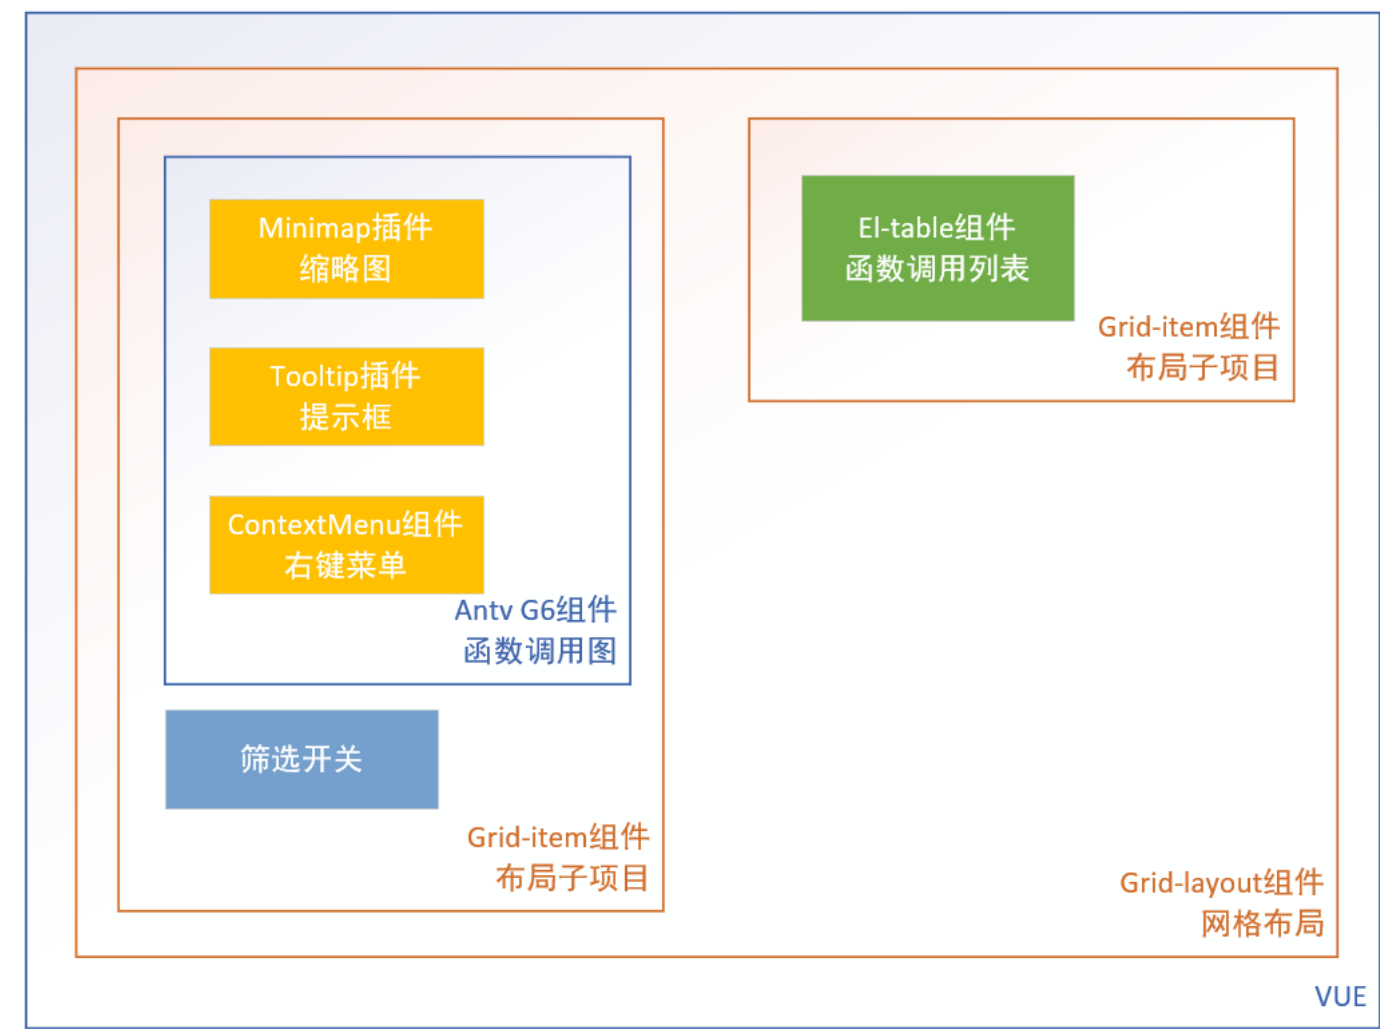 Minimap插件
缩略图
Tooltip插件
提示框
ContextMenu组件
右键菜单
Antv G6组件
函数调用图
筛选开关
Grid-item组件
布局子项目
El-table组件
函数调用列表
Grid-item组件
布局子项目
Grid-layout组件
网格布局
VUE